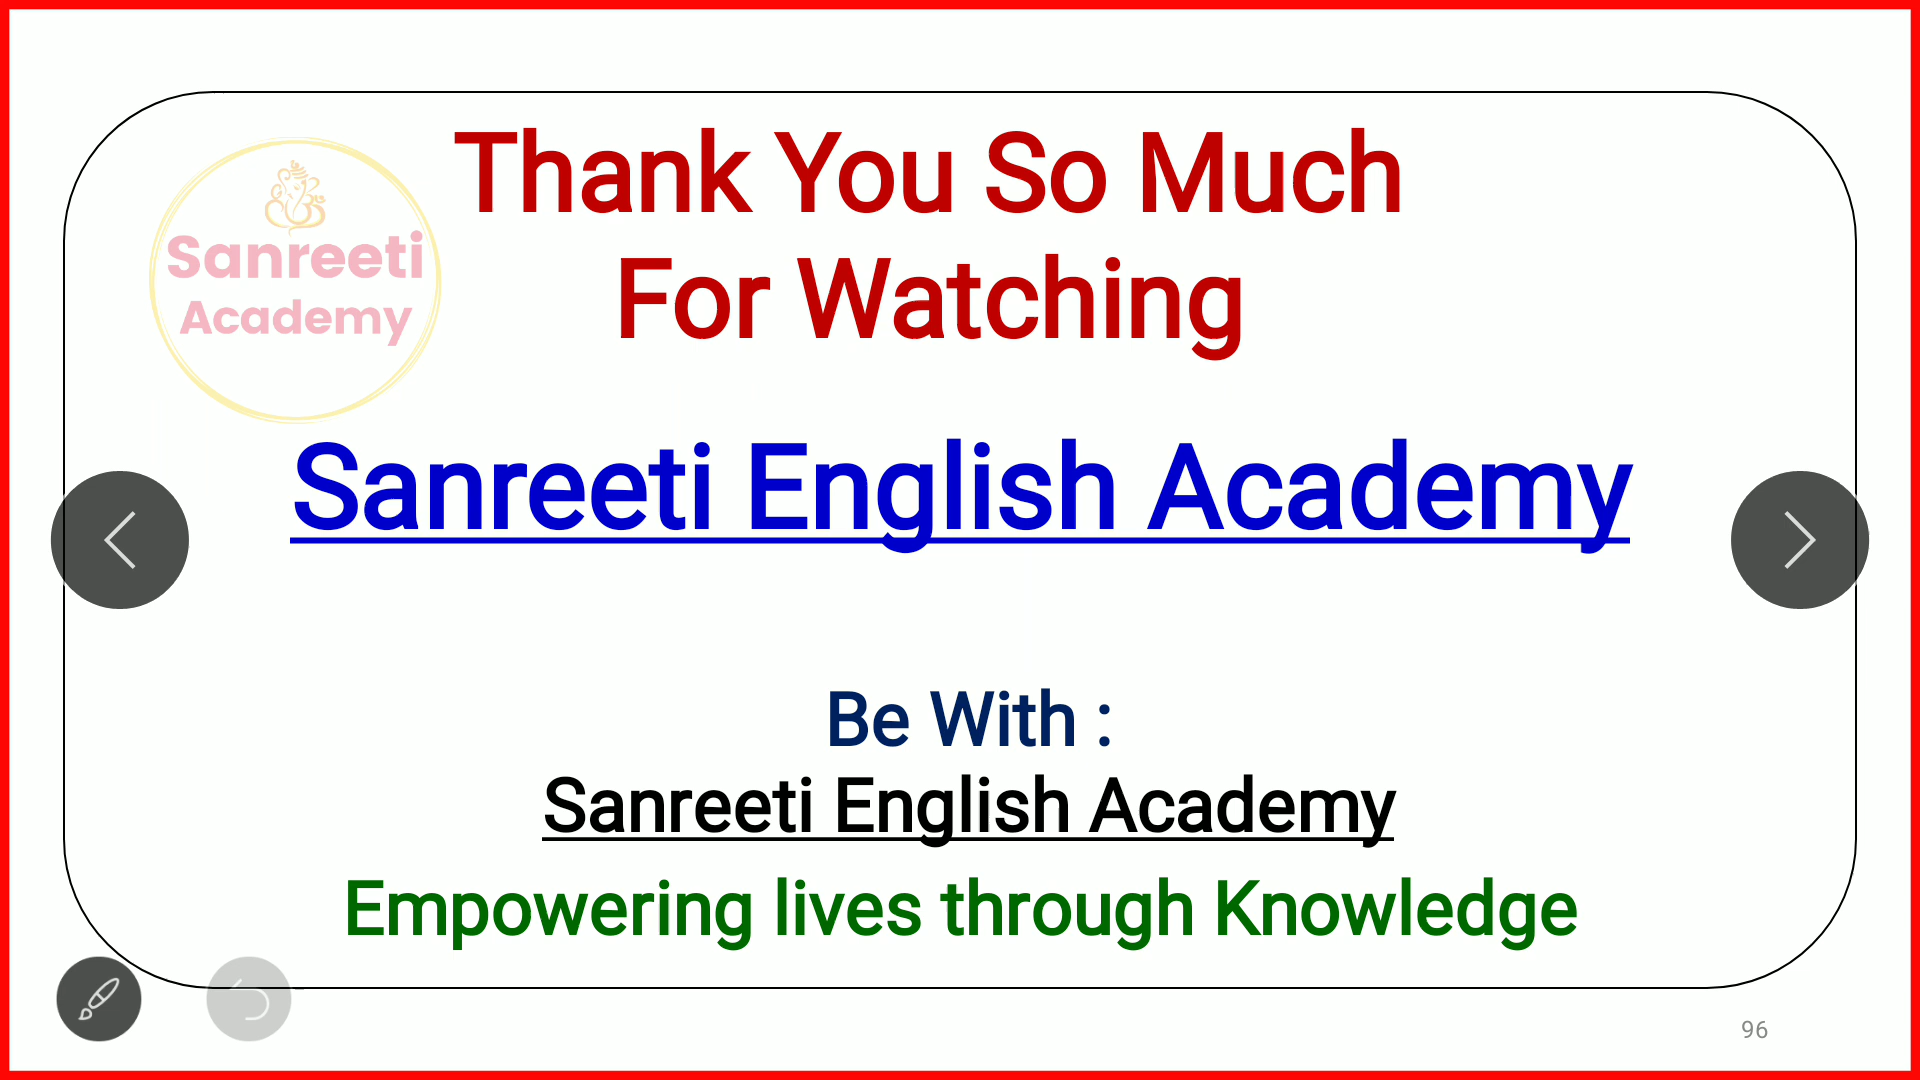 Thank You So Much
For Watching
Sanreeti
Academy
Sanreeti English Academy
Be With :
Sanreeti English Academy
Empowering lives through Knowledge
96